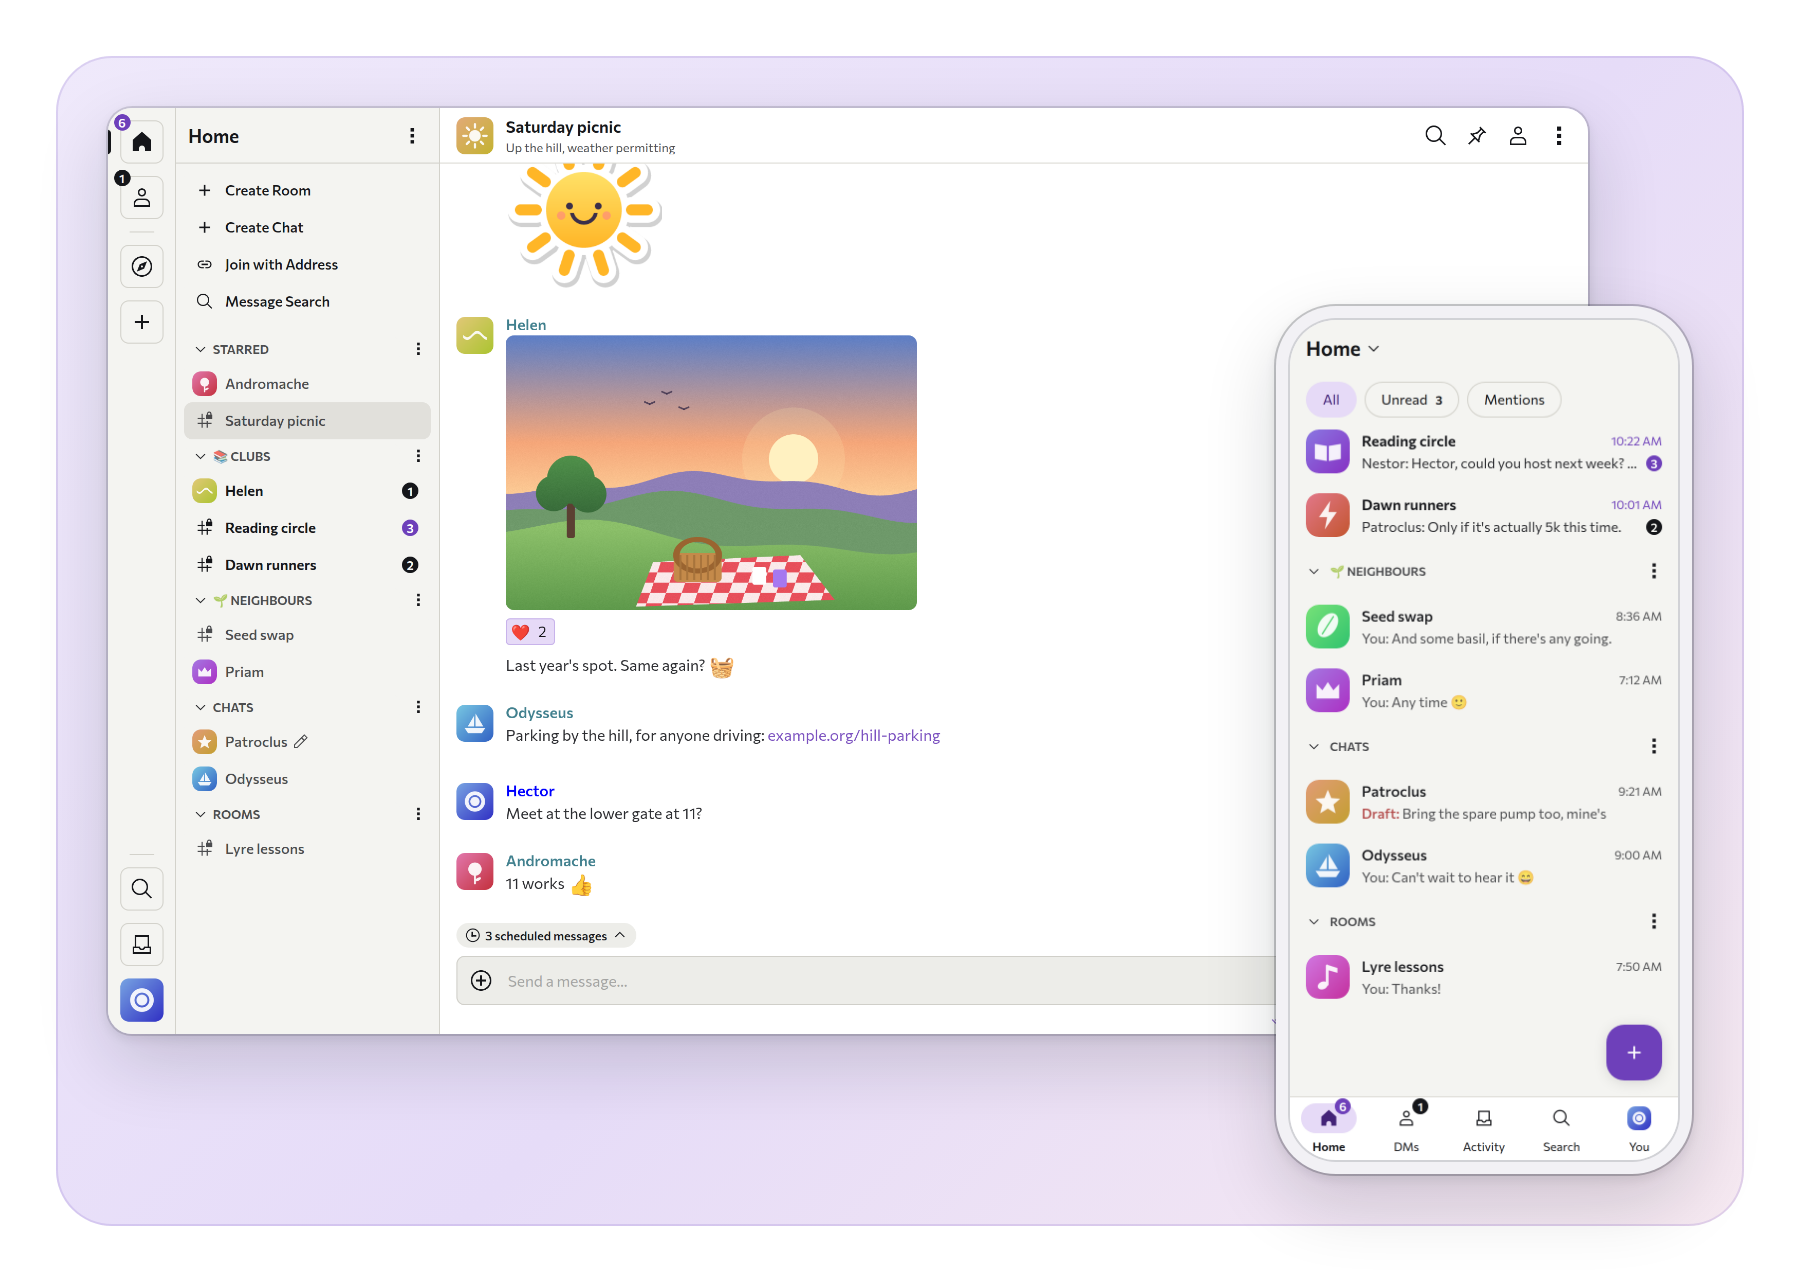 6
1
Home
Create Room
Create Chat
Join with Address
Message Search
STARRED
Andromache
Saturday picnic
📚 CLUBS
Helen 1
Reading circle 3
Dawn runners 2
🌱 NEIGHBOURS
Seed swap
Priam
CHATS
Patroclus
Odysseus
ROOMS
Lyre lessons
Saturday picnic
Up the hill, weather permitting
Helen
❤️ 2
Last year's spot. Same again? 🧺
Odysseus
Parking by the hill, for anyone driving: example.org/hill-parking
Hector
Meet at the lower gate at 11?
Andromache
11 works 👍
3 scheduled messages
Send a message...
Home
All Unread 3 Mentions
Reading circle 10:22 AM
Nestor: Hector, could you host next week? ... 3
Dawn runners 10:01 AM
Patroclus: Only if it's actually 5k this time. 2
🌱 NEIGHBOURS
Seed swap 8:36 AM
You: And some basil, if there's any going.
Priam 7:12 AM
You: Any time 🙂
CHATS
Patroclus 9:21 AM
Draft: Bring the spare pump too, mine's
Odysseus 9:00 AM
You: Can't wait to hear it 😄
ROOMS
Lyre lessons 7:50 AM
You: Thanks!
6 1
Home DMs Activity Search You